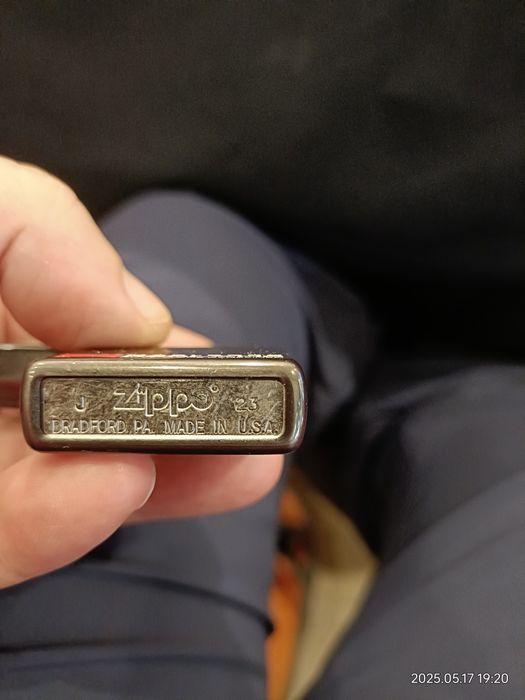 J Zippo 23
BRADFORD, PA. MADE IN U.S.A.
2025.05.17 19:20